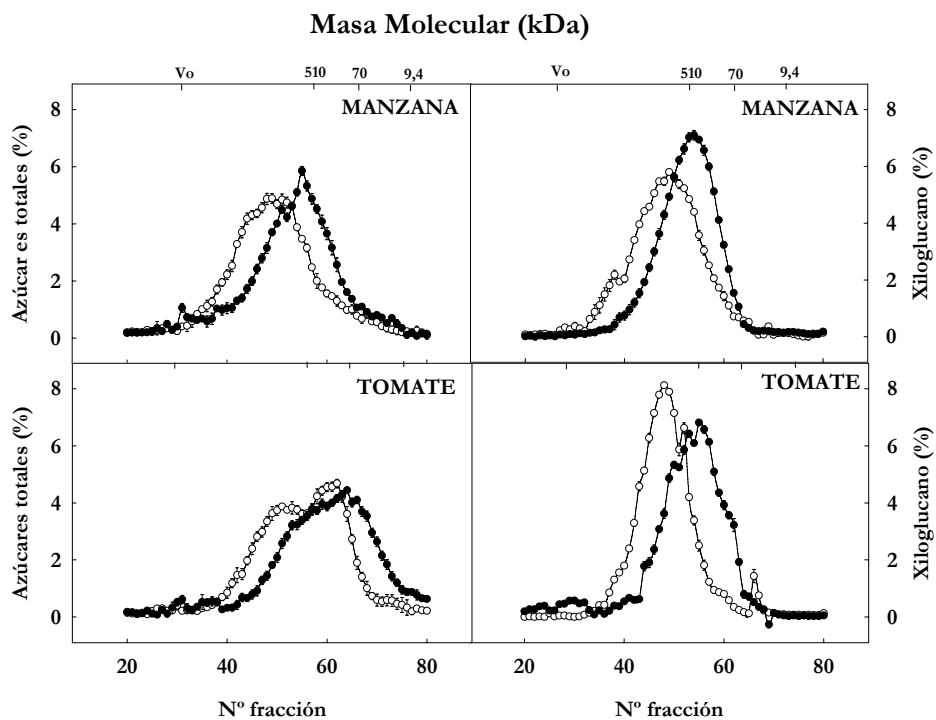 Masa Molecular (kDa)
Vo 510 70 9,4 Vo 510 70 9,4
8 MANZANA MANZANA 8
6 6
4 4
2 2
0 0
Azúcar es totales (%)
Xiloglucano (%)
8 TOMATE TOMATE 8
6 6
4 4
2 2
0 0
Azúcares totales (%)
Xiloglucano (%)
20 40 60 80 20 40 60 80
Nº fracción Nº fracción